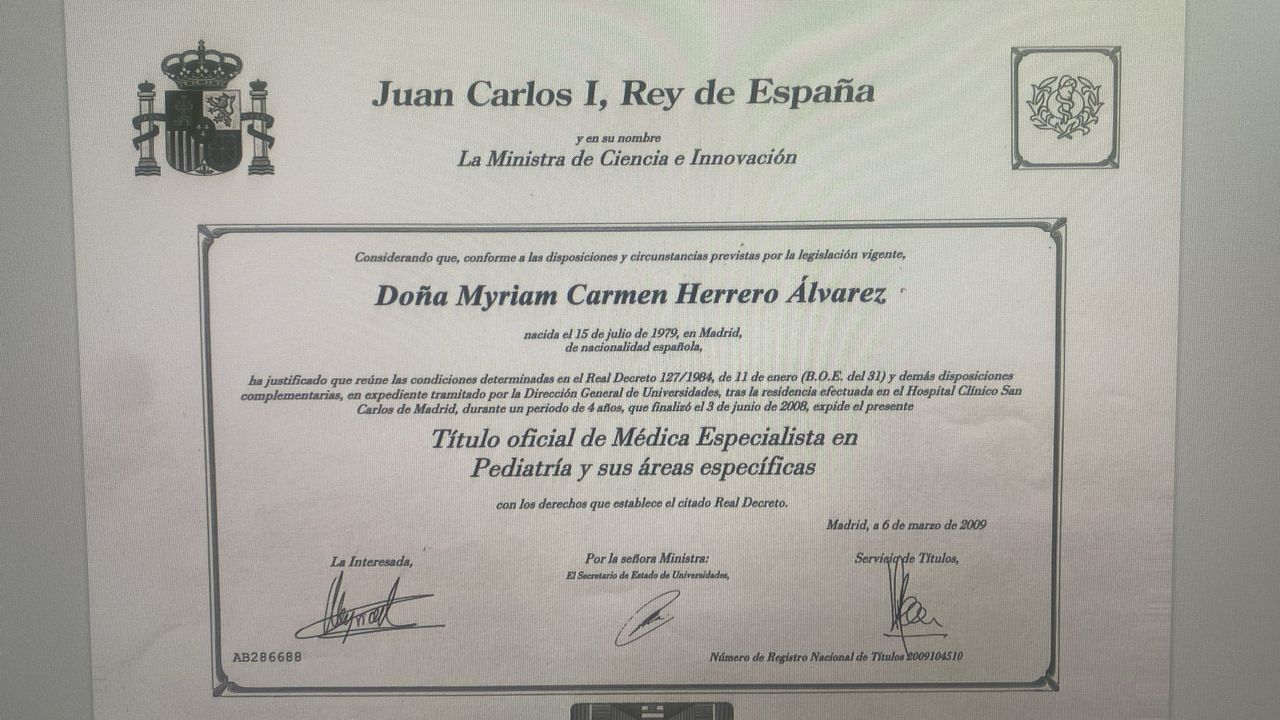 Juan Carlos I, Rey de España
y en su nombre
La Ministra de Ciencia e Innovación
Considerando que, conforme a las disposiciones y circunstancias previstas por la legislación vigente,
Doña Myriam Carmen Herrero Álvarez
nacida el 15 de julio de 1979, en Madrid,
de nacionalidad española,
ha justificado que reúne las condiciones determinadas en el Real Decreto 127/1984, de 11 de enero (B.O.E. del 31) y demás disposiciones
complementarias, en expediente tramitado por la Dirección General de Universidades, tras la residencia efectuada en el Hospital Clínico San
Carlos de Madrid, durante un periodo de 4 años, que finalizó el 3 de junio de 2008, expide el presente
Título oficial de Médica Especialista en
Pediatría y sus áreas específicas
con los derechos que establece el citado Real Decreto.
Madrid, a 6 de marzo de 2009
La Interesada,
Por la señora Ministra:
El Secretario de Estado de Universidades,
Servicio de Títulos,
AB286688
Número de Registro Nacional de Títulos 2009104510